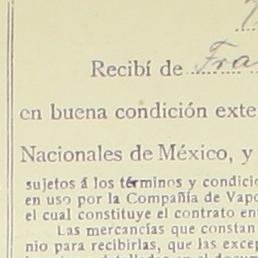 Recibí de Fra
en buena condición exte
Nacionales de México, y
sujetos á los términos y condicio
en uso por la Compañía de Vapo
el cual constituye el contrato ent
Las mercancías que constan
nio para recibirlas, que las excep